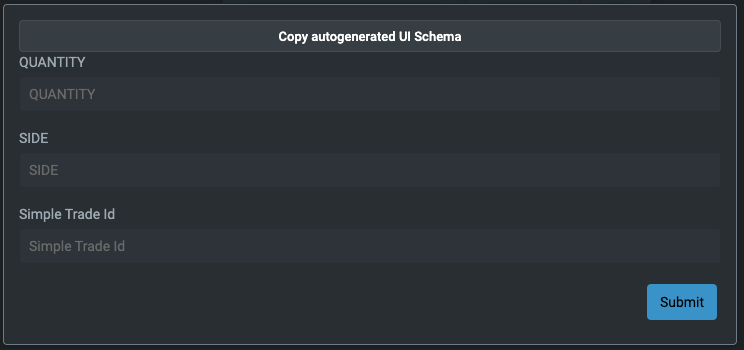 Copy autogenerated UI Schema
QUANTITY
QUANTITY
SIDE
SIDE
Simple Trade Id
Simple Trade Id
Submit